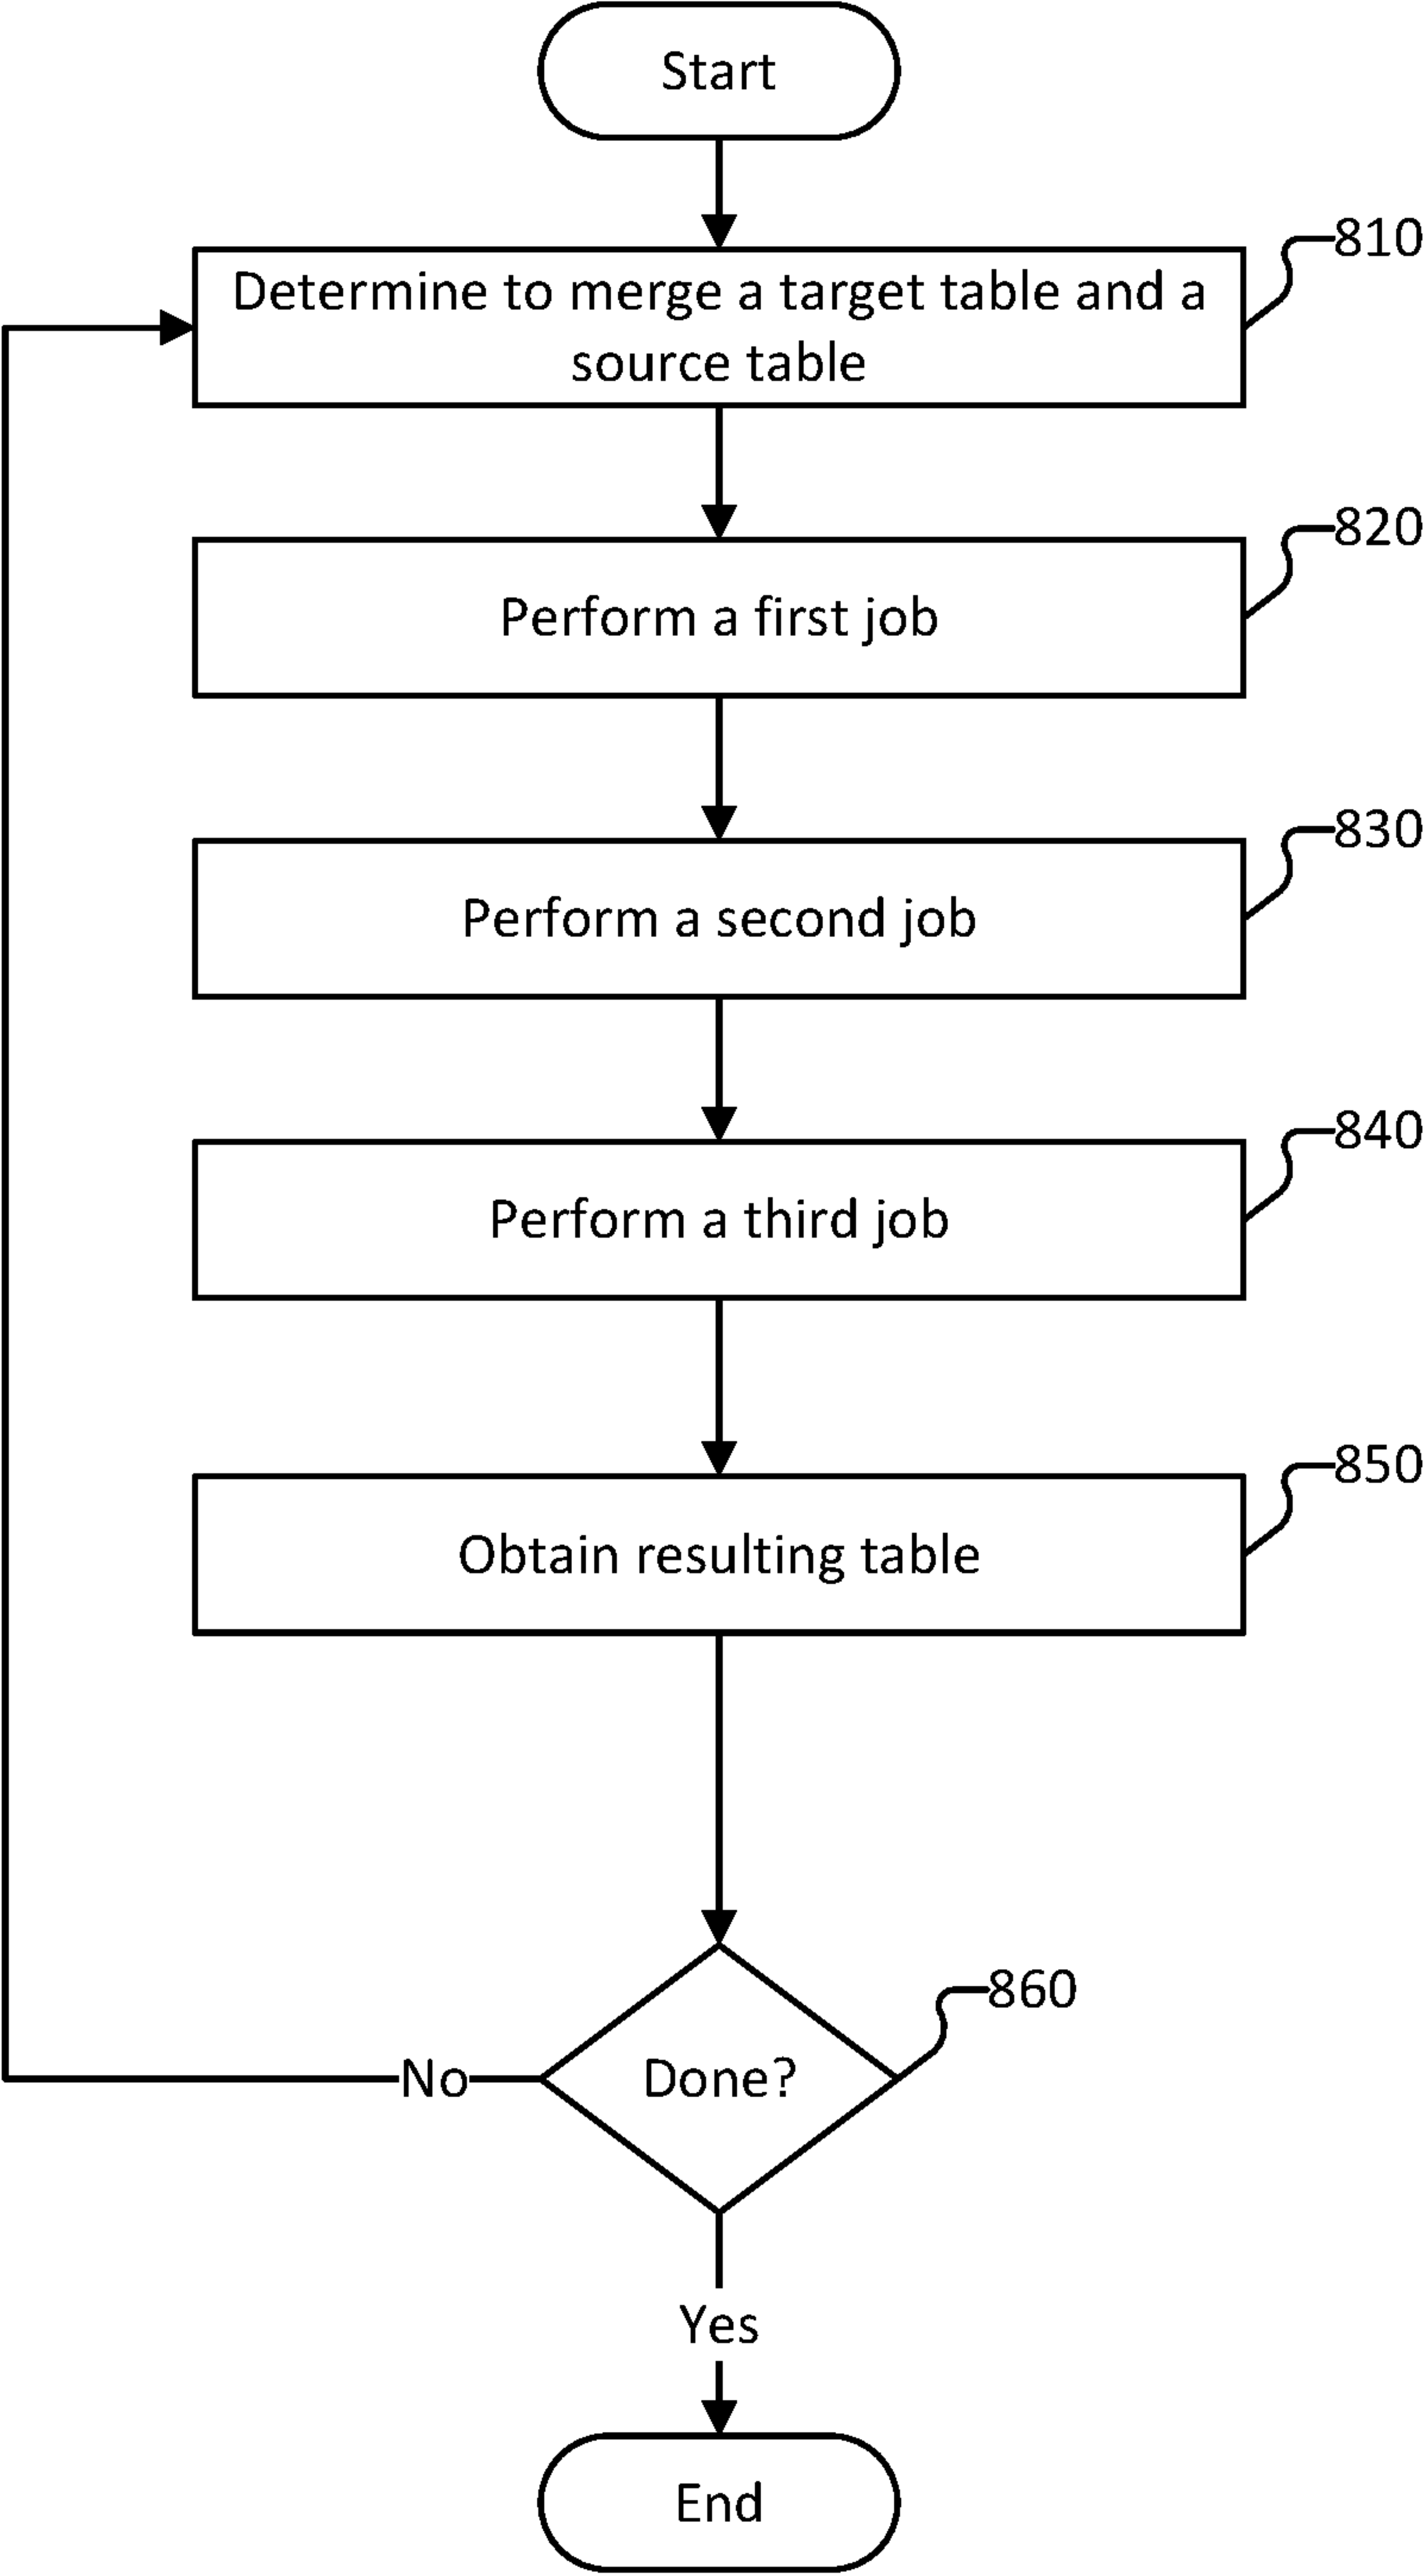 Start
810
Determine to merge a target table and a
source table
820
Perform a first job
830
Perform a second job
840
Perform a third job
850
Obtain resulting table
860
Done?
No
Yes
End